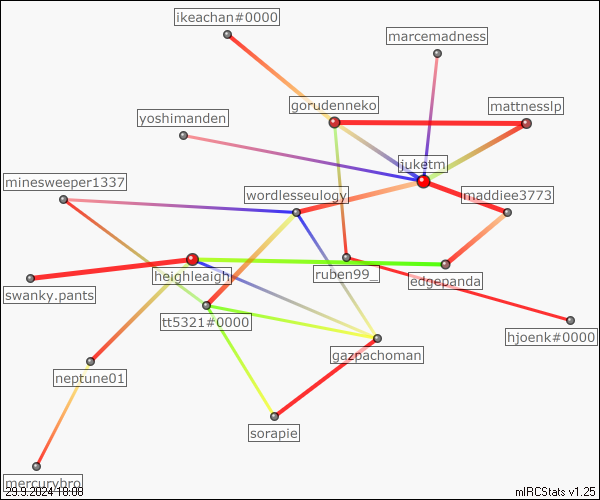 ikeachan#0000
marcemadness
gorudenneko
mattnesslp
yoshimanden
juketm
minesweeper1337
wordlesseulogy
maddiee3773
heighleaigh
ruben99_
edgepanda
swanky.pants
tt5321#0000
hjoenk#0000
gazpachoman
neptune01
sorapie
mercurybro
29.9.2024 18:08
mIRCStats v1.25